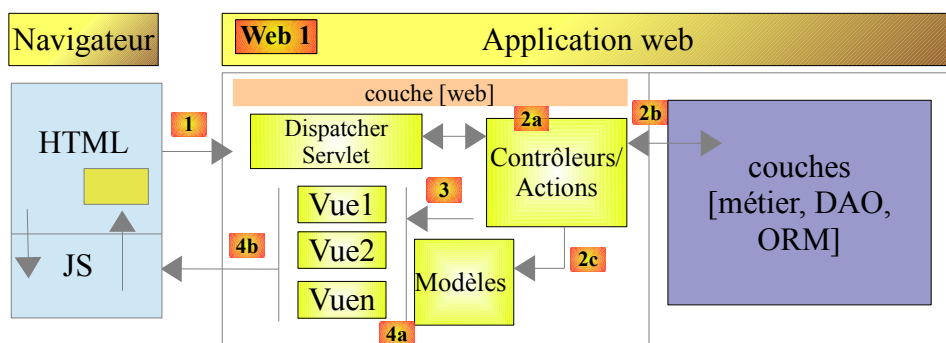 Navigateur
Web 1
Application web
couche [web]
1
Dispatcher
Servlet
2a
2b
HTML
Contrôleurs/
Actions
couches
[métier, DAO,
ORM]
Vue1
3
Vue2
4b
2c
JS
Modèles
Vuen
4a